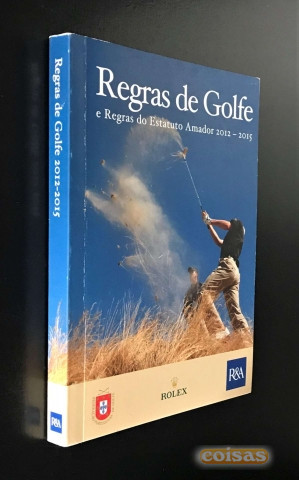 Regras de Golfe 2012-2015
R&A
Regras de Golfe
e Regras do Estatuto Amador 2012 – 2015
ROLEX
R&A
coisas